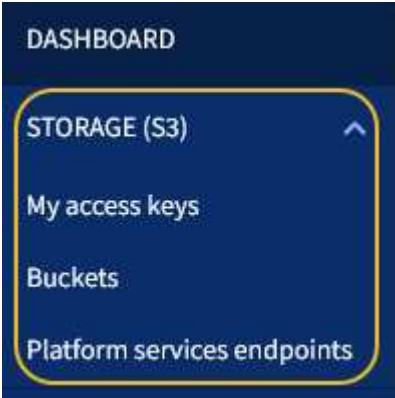 DASHBOARD
STORAGE (S3)
My access keys
Buckets
Platform services endpoints